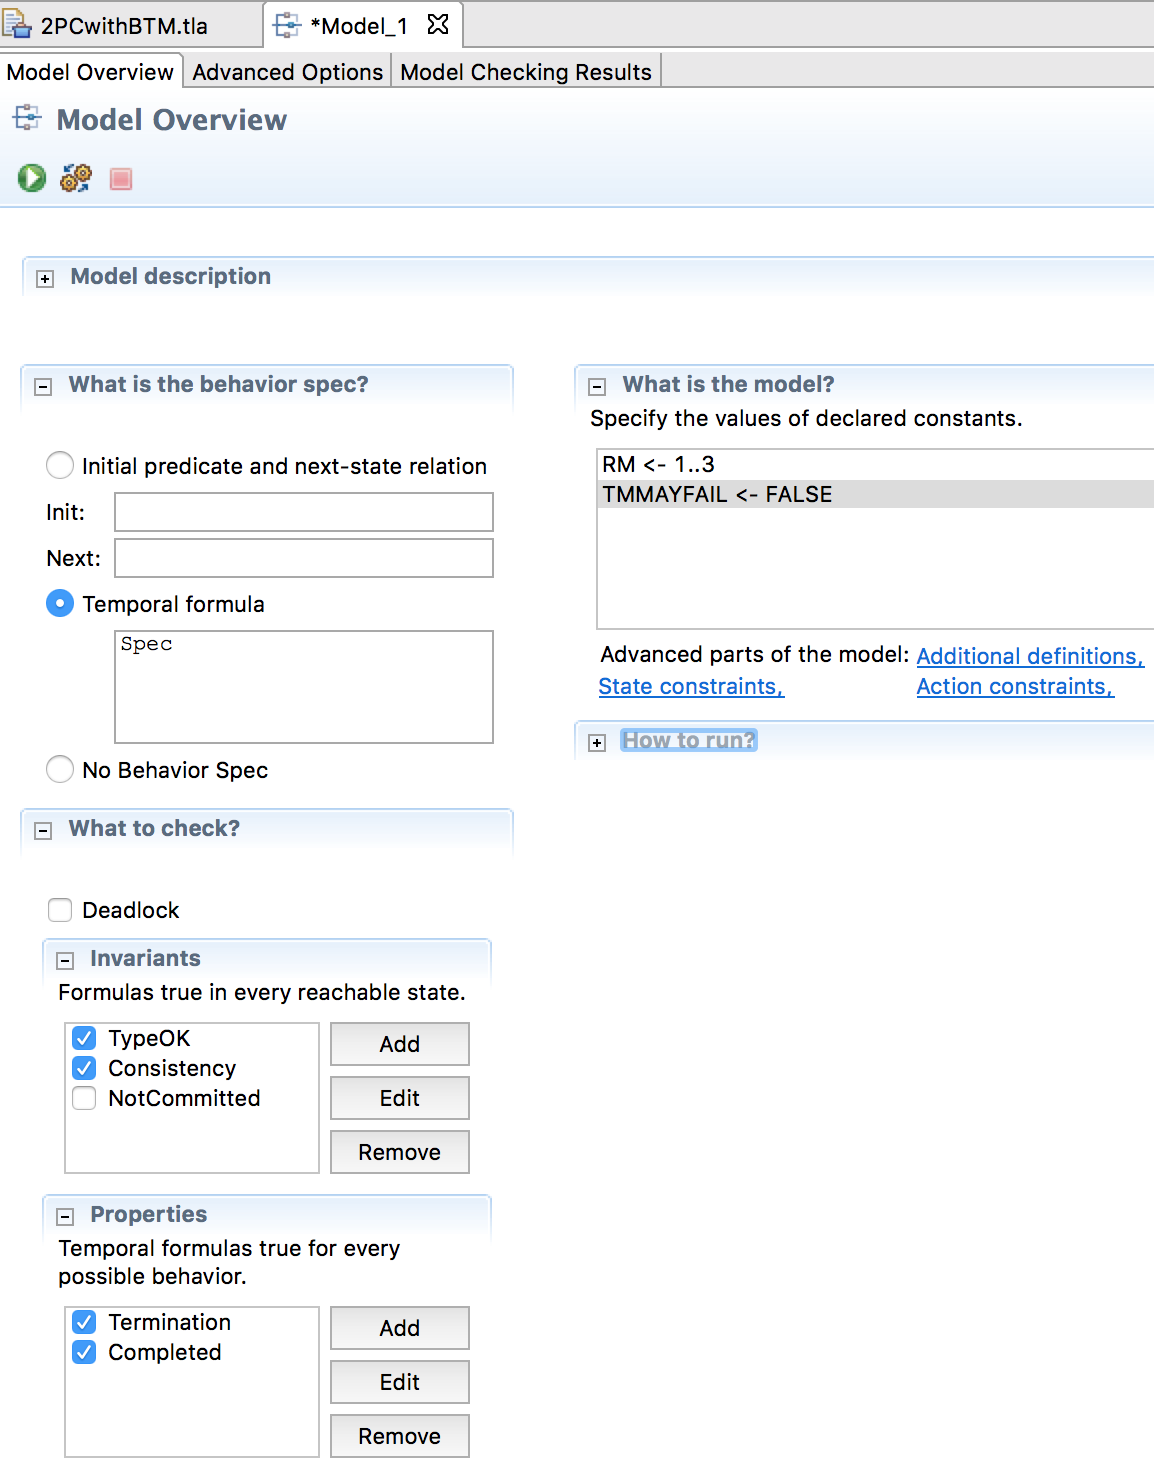 2PCwithBTM.tla
*Model_1
Model Overview
Advanced Options
Model Checking Results
Model Overview
Model description
What is the behavior spec?
Initial predicate and next-state relation
Init:
Next:
Temporal formula
Spec
No Behavior Spec
What to check?
Deadlock
Invariants
Formulas true in every reachable state.
TypeOK
Consistency
NotCommitted
Add
Edit
Remove
Properties
Temporal formulas true for every
possible behavior.
Termination
Completed
Add
Edit
Remove
What is the model?
Specify the values of declared constants.
RM <- 1..3
TMMAYFAIL <- FALSE
Advanced parts of the model: Additional definitions,
State constraints, Action constraints,
How to run?